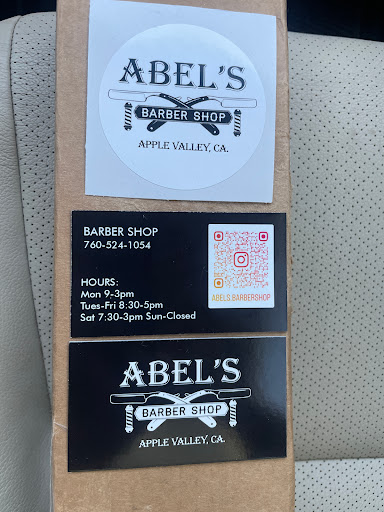 ABEL'S
BARBER SHOP
APPLE VALLEY, CA.
BARBER SHOP
760-524-1054
HOURS:
Mon 9-3pm
Tues-Fri 8:30-5pm
Sat 7:30-3pm Sun-Closed
ABELS.BARBERSHOP
ABEL'S
BARBER SHOP
APPLE VALLEY, CA.